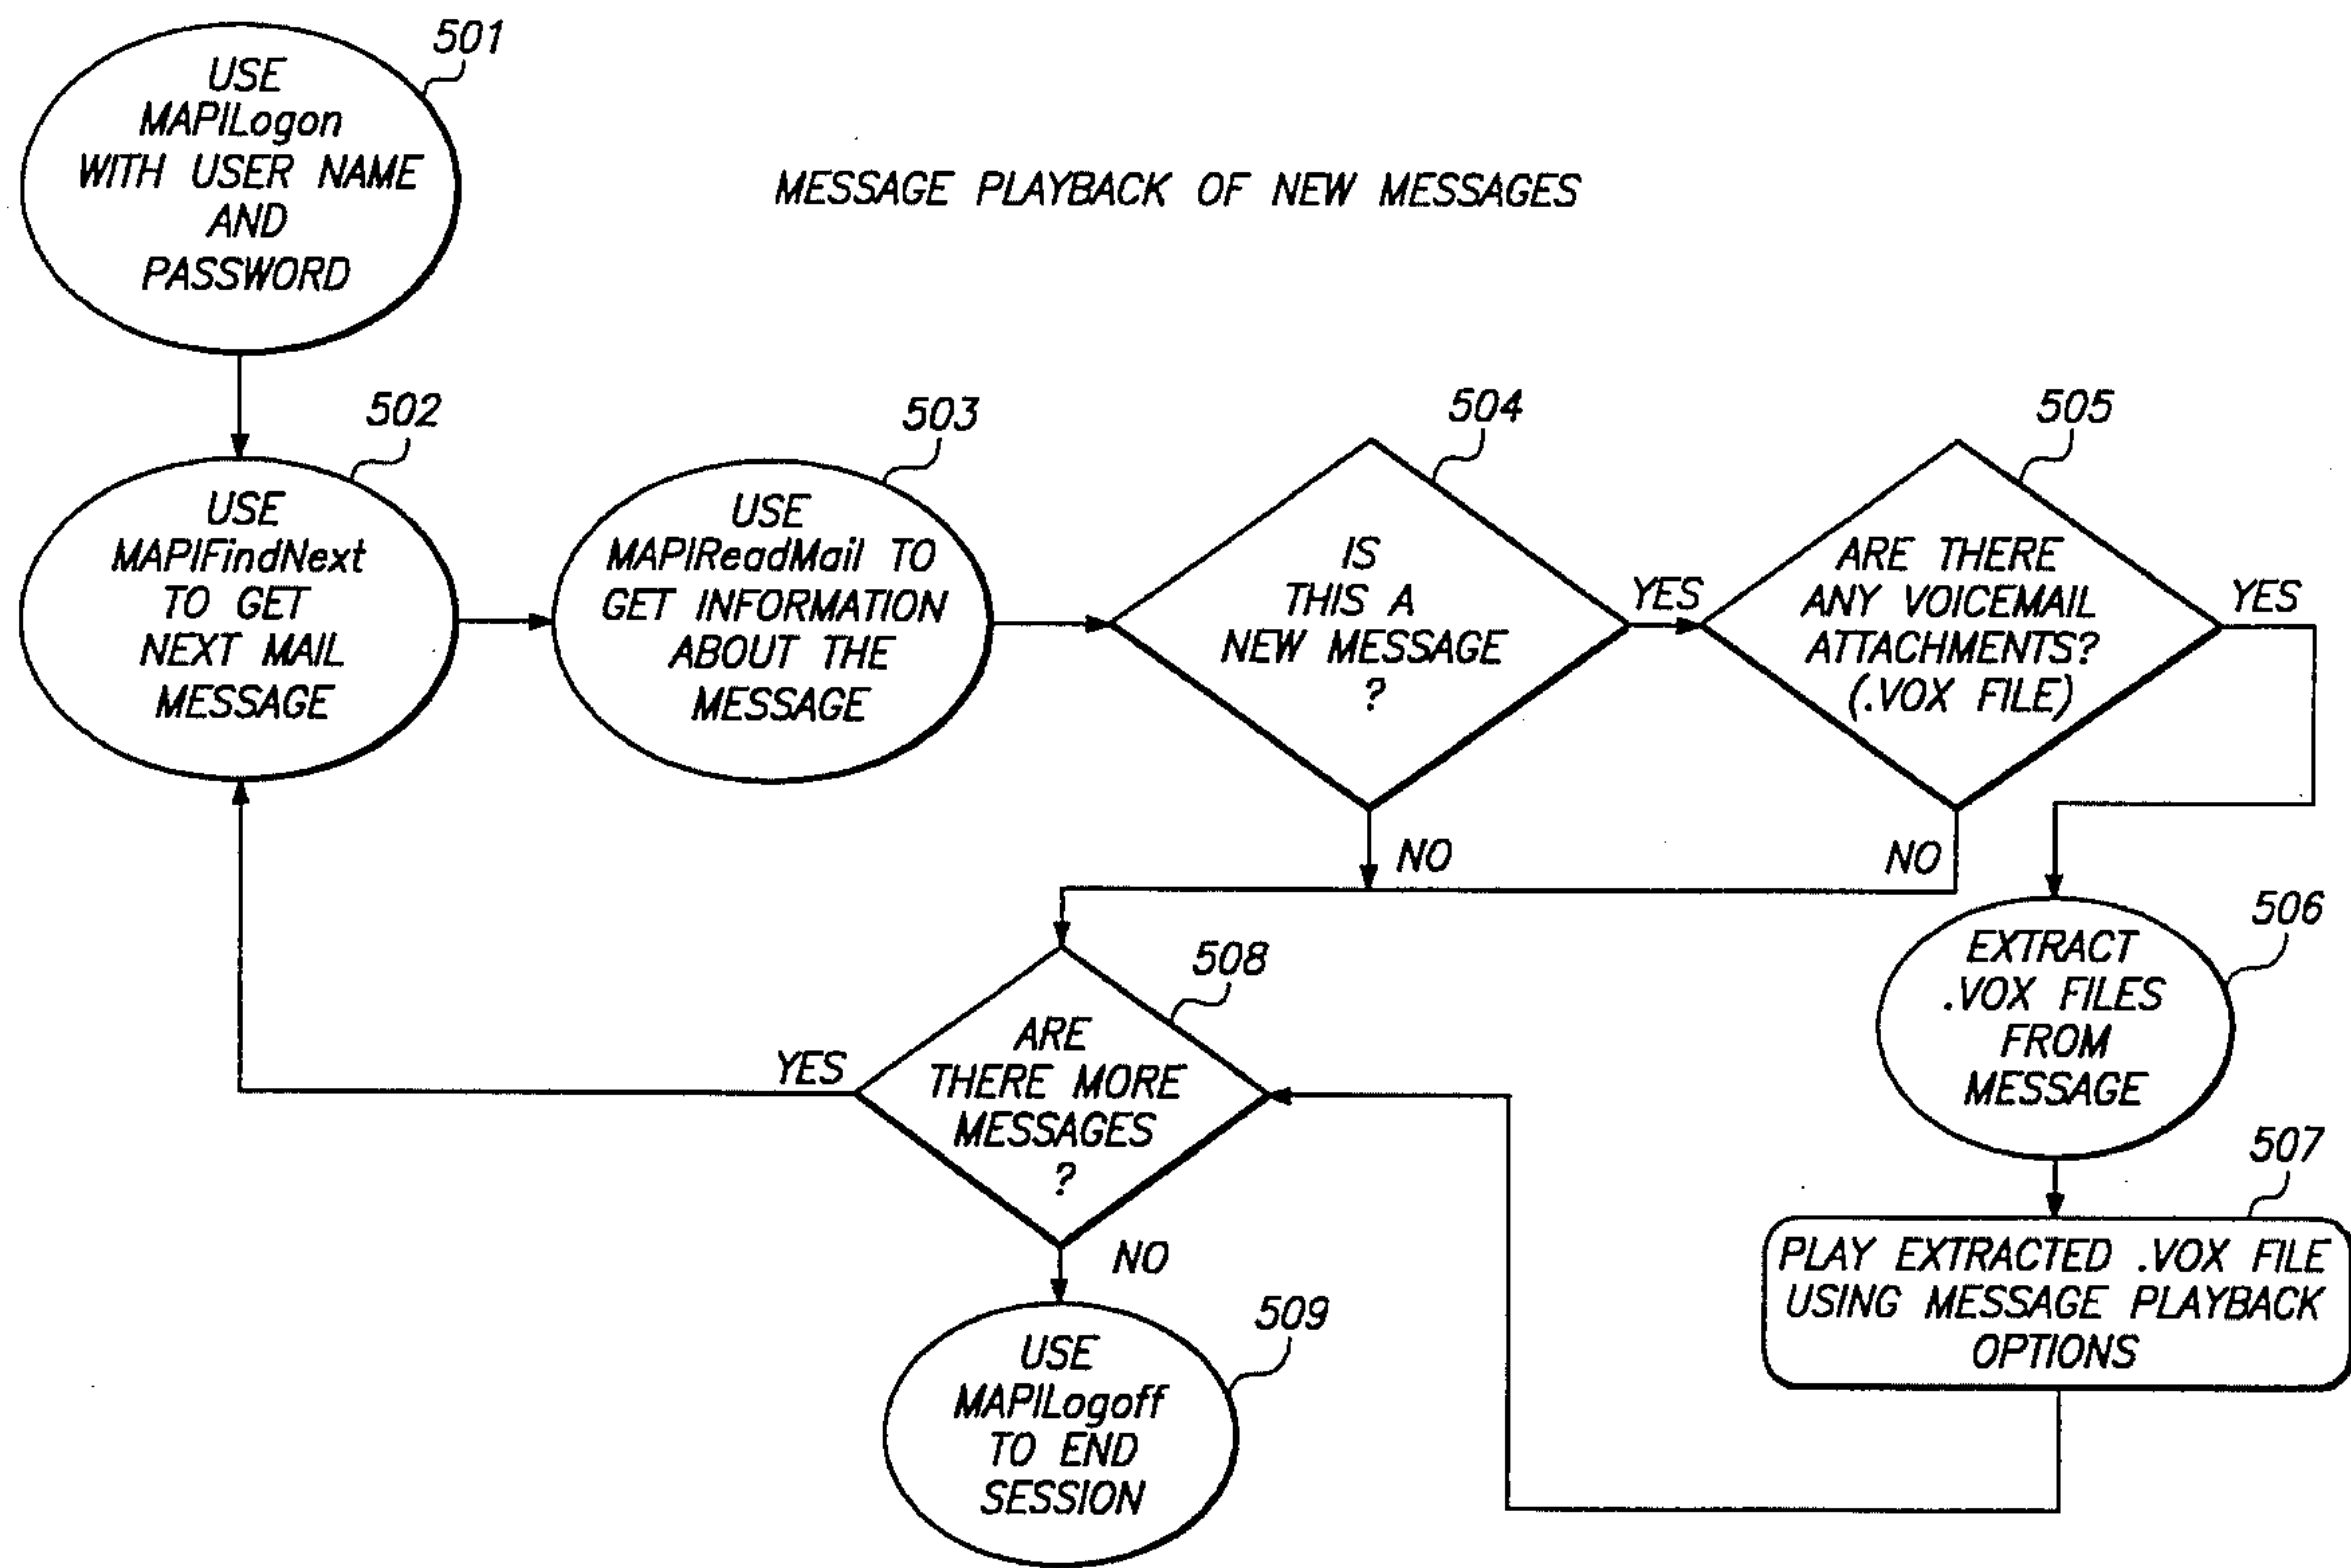 501
USE
MAPILogon
WITH USER NAME
AND
PASSWORD
MESSAGE PLAYBACK OF NEW MESSAGES
502
USE
MAPIFindNext
TO GET
NEXT MAIL
MESSAGE
503
USE
MAPIReadMail TO
GET INFORMATION
ABOUT THE
MESSAGE
504
IS
THIS A
NEW MESSAGE
?
YES
NO
505
ARE THERE
ANY VOICEMAIL
ATTACHMENTS?
(.VOX FILE)
YES
NO
506
EXTRACT
.VOX FILES
FROM
MESSAGE
507
PLAY EXTRACTED .VOX FILE
USING MESSAGE PLAYBACK
OPTIONS
508
ARE
THERE MORE
MESSAGES
?
YES
NO
509
USE
MAPILogoff
TO END
SESSION